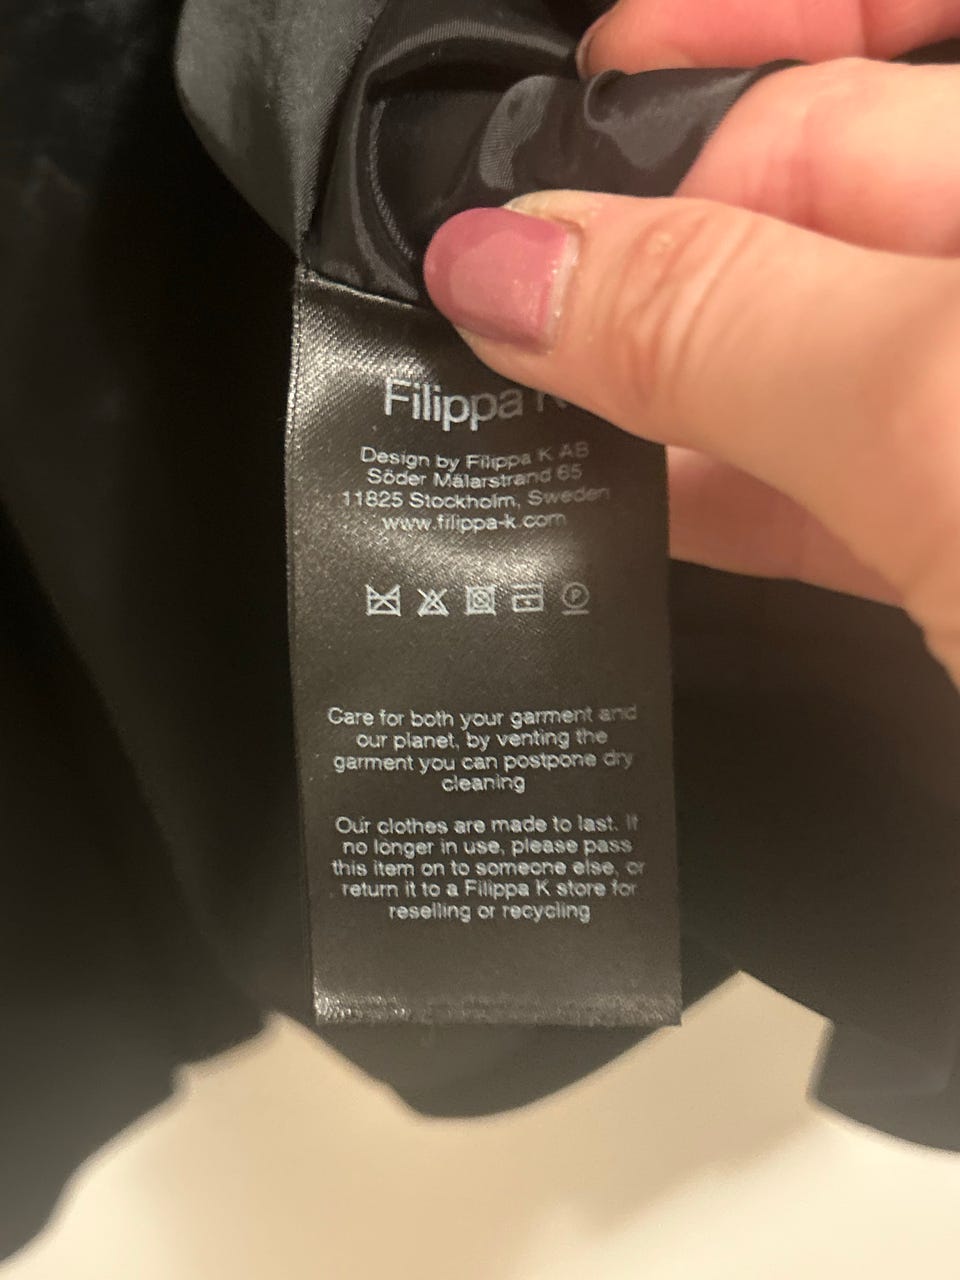 Filippa K
Design by Filippa K AB
Söder Mälarstrand 65
11825 Stockholm, Sweden
www.filippa-k.com
P
Care for both your garment and
our planet, by venting the
garment you can postpone dry
cleaning
Our clothes are made to last. If
no longer in use, please pass
this item on to someone else, or
return it to a Filippa K store for
reselling or recycling